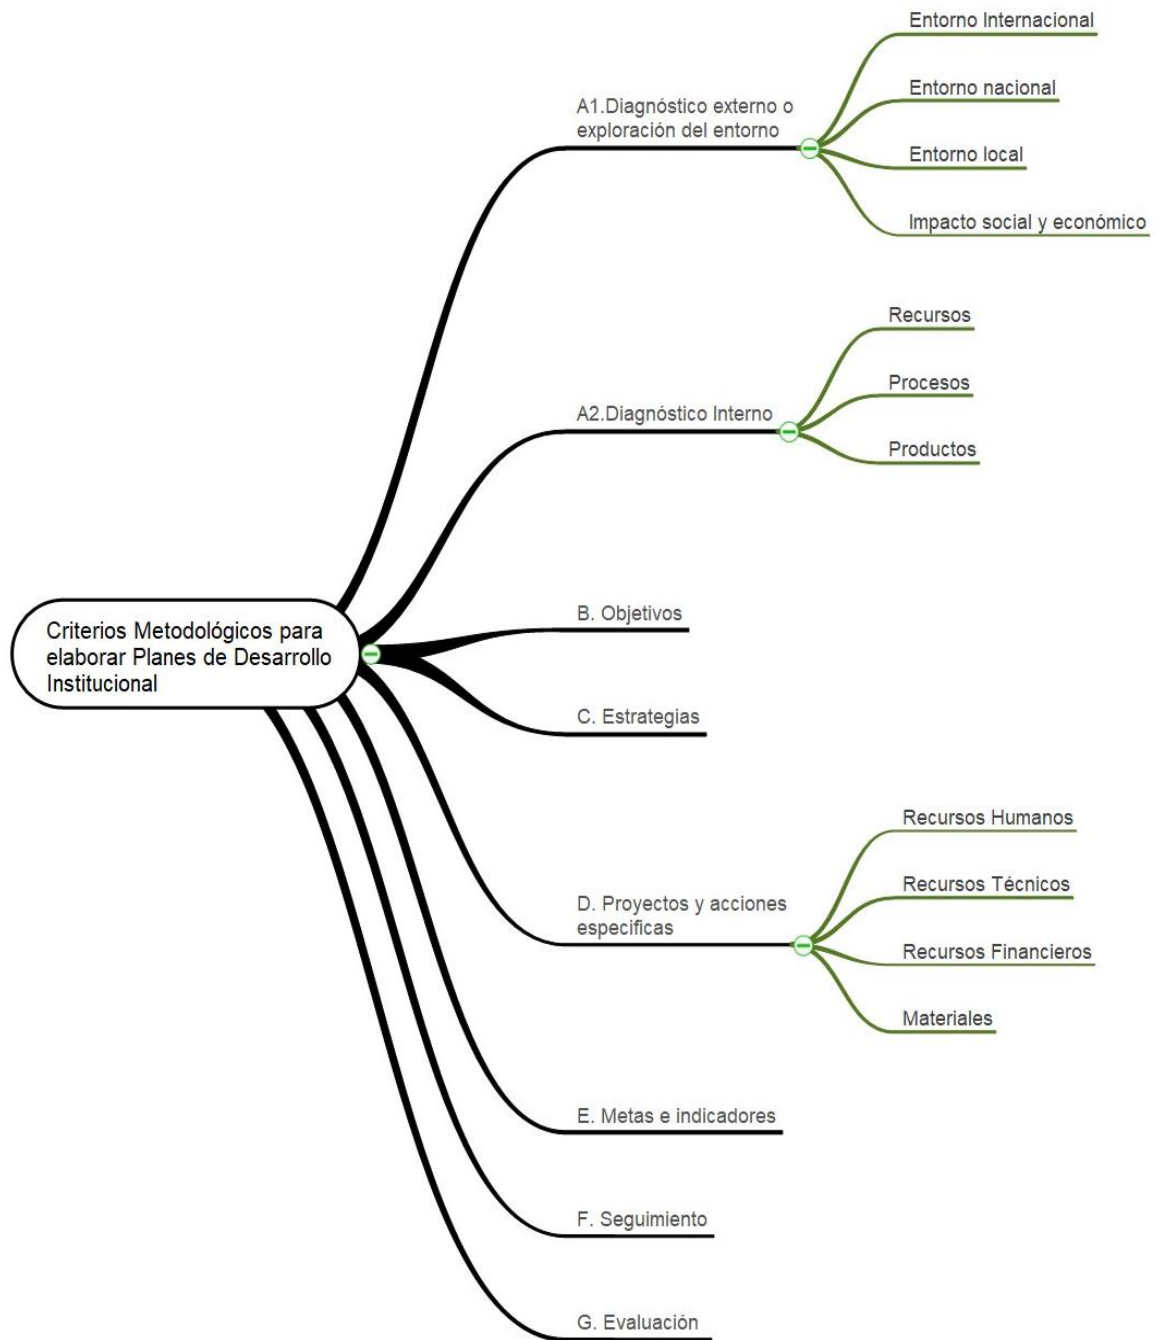 Criterios Metodológicos para
elaborar Planes de Desarrollo
Institucional
A1.Diagnóstico externo o
exploración del entorno
Entorno Internacional
Entorno nacional
Entorno local
Impacto social y económico
A2.Diagnóstico Interno
Recursos
Procesos
Productos
B. Objetivos
C. Estrategias
D. Proyectos y acciones
especificas
Recursos Humanos
Recursos Técnicos
Recursos Financieros
Materiales
E. Metas e indicadores
F. Seguimiento
G. Evaluación